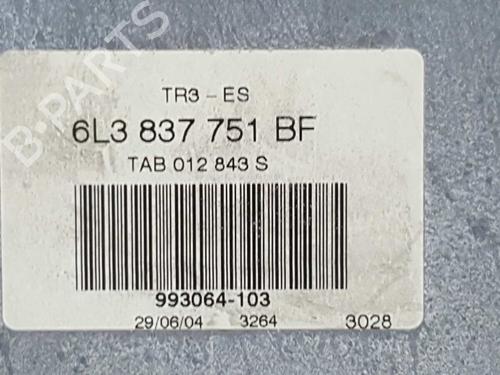 B-PARTS
TR3 - ES
6L3 837 751 BF
TAB 012 843 S
993064-103
29/06/04 3264 3028